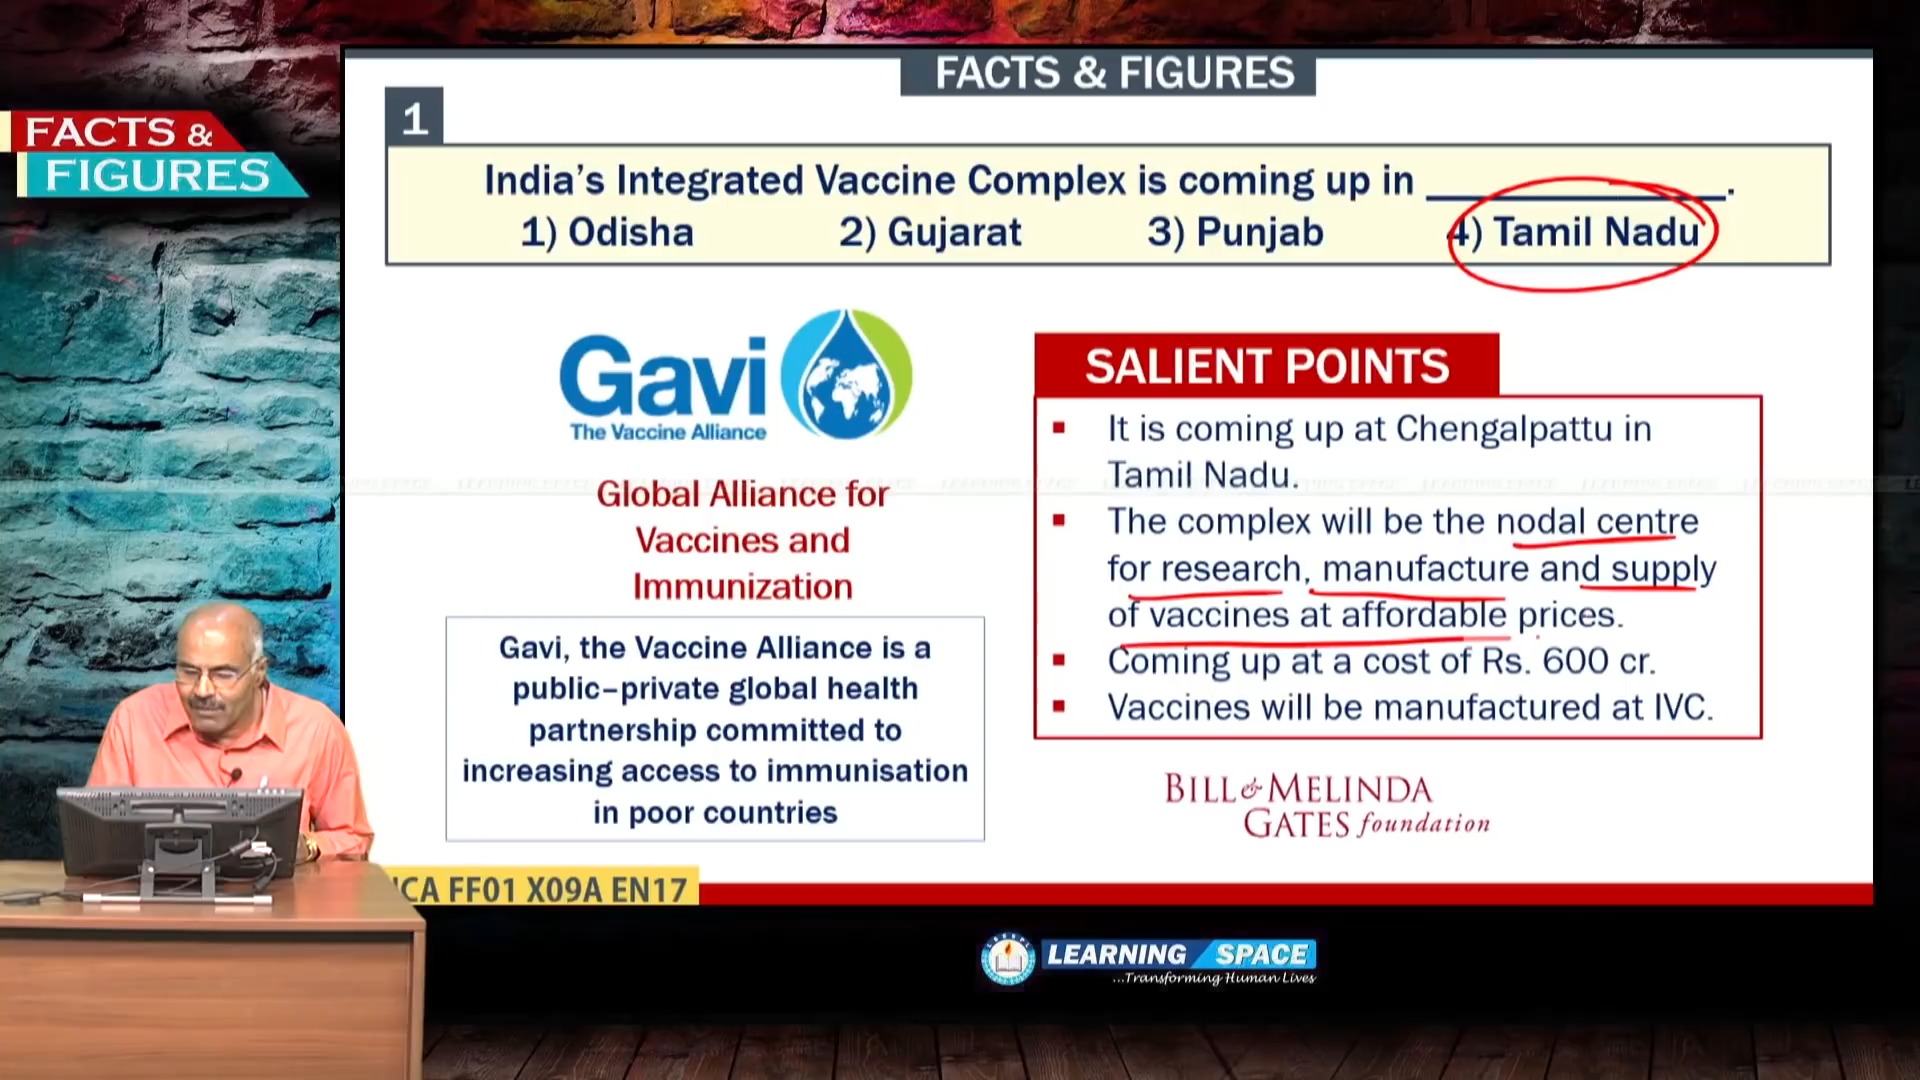 FACTS & FIGURES
FACTS &
FIGURES
1
India’s Integrated Vaccine Complex is coming up in ____________.
1) Odisha 2) Gujarat 3) Punjab 4) Tamil Nadu
Gavi
The Vaccine Alliance
Global Alliance for
Vaccines and
Immunization
Gavi, the Vaccine Alliance is a
public–private global health
partnership committed to
increasing access to immunisation
in poor countries
SALIENT POINTS
▪ It is coming up at Chengalpattu in
Tamil Nadu.
▪ The complex will be the nodal centre
for research, manufacture and supply
of vaccines at affordable prices.
▪ Coming up at a cost of Rs. 600 cr.
▪ Vaccines will be manufactured at IVC.
BILL & MELINDA
GATES foundation
CA FF01 X09A EN17
LEARNING SPACE
...Transforming Human Lives